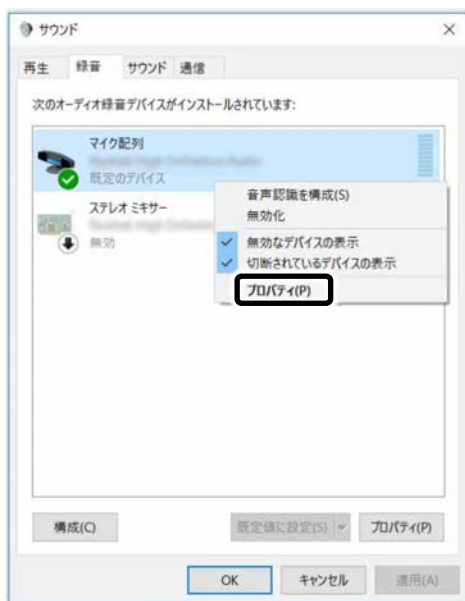 サウンド
再生 録音 サウンド 通信
次のオーディオ録音デバイスがインストールされています:
マイク配列
既定のデバイス
ステレオ ミキサー
無効
音声認識を構成(S)
無効化
無効なデバイスの表示
切断されているデバイスの表示
プロパティ(P)
構成(C) 既定値に設定(S) プロパティ(P)
OK キャンセル 適用(A)